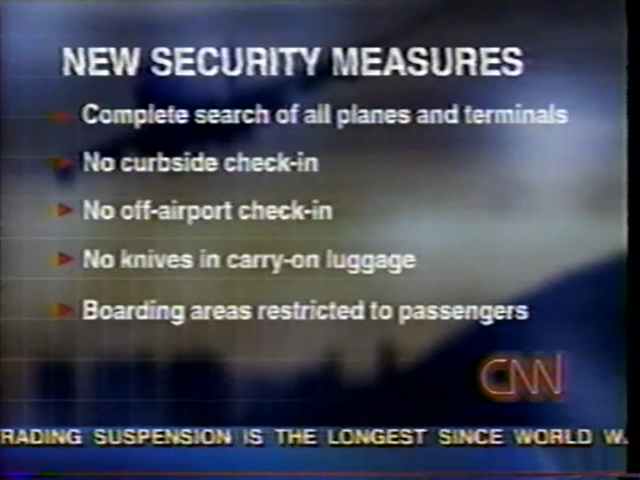 NEW SECURITY MEASURES
Complete search of all planes and terminals
No curbside check-in
No off-airport check-in
No knives in carry-on luggage
Boarding areas restricted to passengers
CNN
RADING SUSPENSION IS THE LONGEST SINCE WORLD W